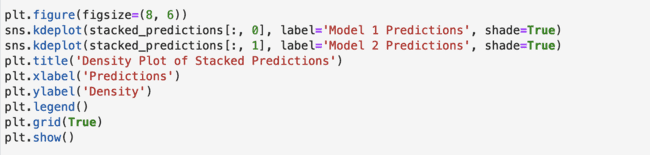 plt.figure(figsize=(8, 6))
sns.kdeplot(stacked_predictions[:, 0], label='Model 1 Predictions', shade=True)
sns.kdeplot(stacked_predictions[:, 1], label='Model 2 Predictions', shade=True)
plt.title('Density Plot of Stacked Predictions')
plt.xlabel('Predictions')
plt.ylabel('Density')
plt.legend()
plt.grid(True)
plt.show()